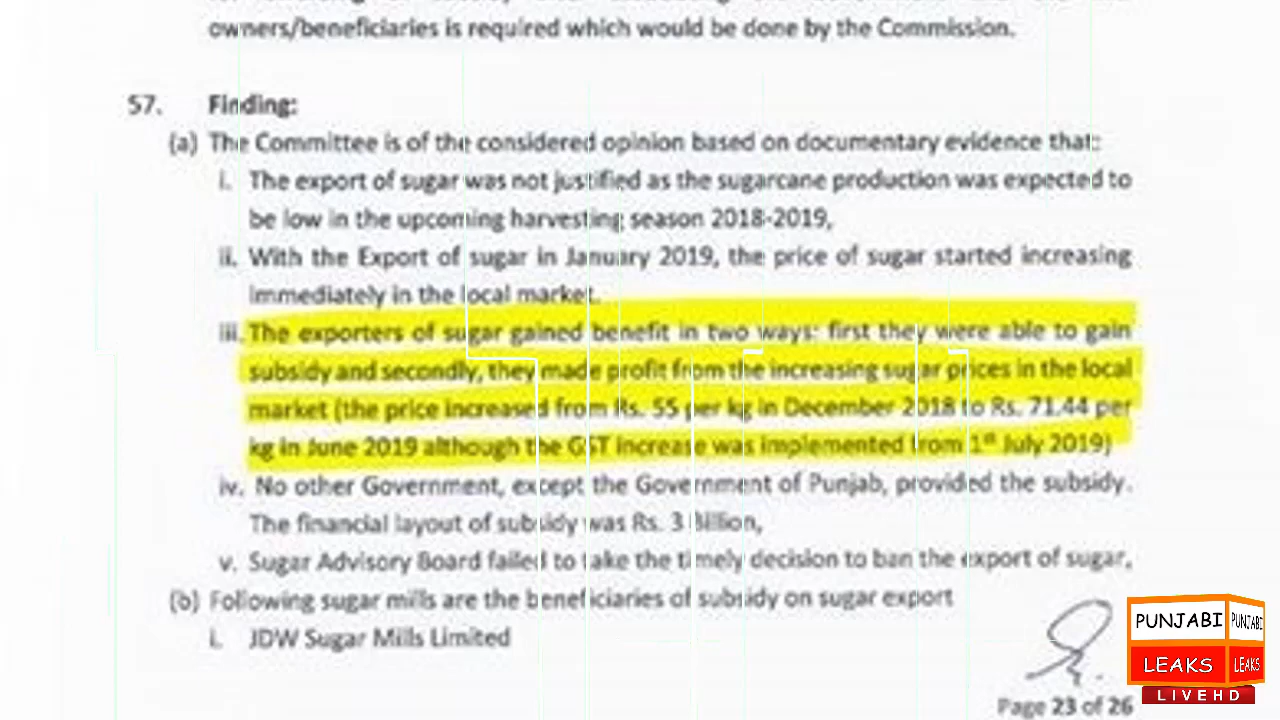 owners/beneficiaries is required which would be done by the Commission.
57. Finding:
(a) The Committee is of the considered opinion based on documentary evidence that:
i. The export of sugar was not justified as the sugarcane production was expected to
be low in the upcoming harvesting season 2018-2019,
ii. With the Export of sugar in January 2019, the price of sugar started increasing
immediately in the local market.
iii. The exporters of sugar gained benefit in two ways: first they were able to gain
subsidy and secondly, they made profit from the increasing sugar prices in the local
market (the price increased from Rs. 55 per kg in December 2018 to Rs. 71.44 per
kg in June 2019 although the GST increase was implemented from 1st July 2019)
iv. No other Government, except the Government of Punjab, provided the subsidy.
The financial layout of subsidy was Rs. 3 Billion,
v. Sugar Advisory Board failed to take the timely decision to ban the export of sugar,
(b) Following sugar mills are the beneficiaries of subsidy on sugar export
i. JDW Sugar Mills Limited
Page 23 of 26
PUNJABI PUNJABI
LEAKS LEAKS
LIVEHD